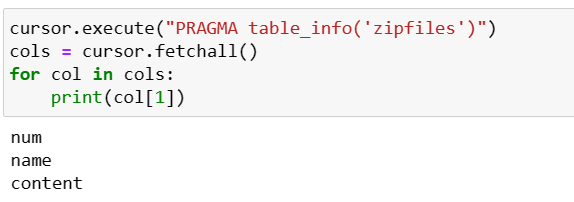 cursor.execute("PRAGMA table_info('zipfiles')")
cols = cursor.fetchall()
for col in cols:
    print(col[1])
num
name
content